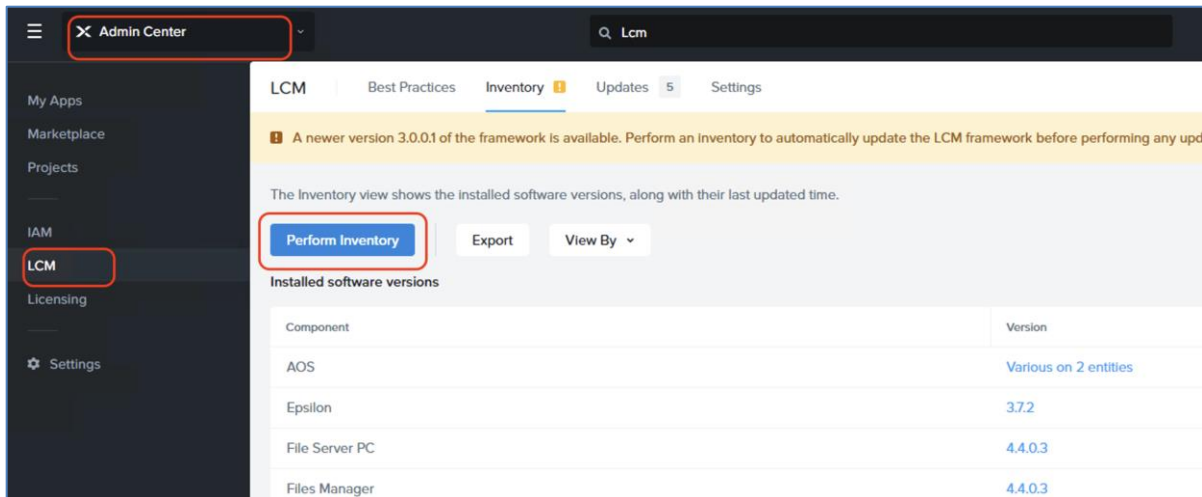 Admin Center
Lcm
My Apps
Marketplace
Projects
IAM
LCM
Licensing
Settings
LCM
Best Practices
Inventory
Updates 5
Settings
A newer version 3.0.0.1 of the framework is available. Perform an inventory to automatically update the LCM framework before performing any upd
The Inventory view shows the installed software versions, along with their last updated time.
Perform Inventory
Export
View By
Installed software versions
Component Version
AOS Various on 2 entities
Epsilon 3.7.2
File Server PC 4.4.0.3
Files Manager 4.4.0.3